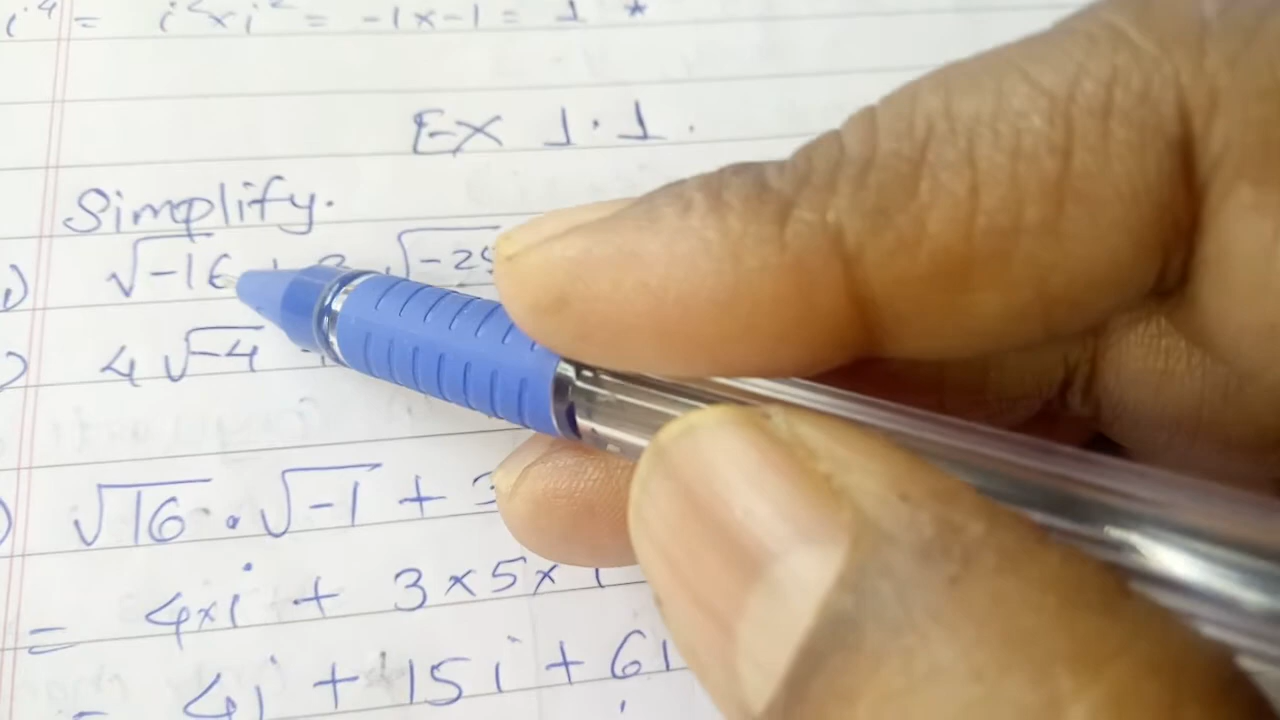 i⁴ = i² x i² = -1 x -1 = 1 *
Ex 1.1.
Simplify.
1) √-16 + 3 √-25
2) 4 √-4
) √16 . √-1 + 3
= 4 x i + 3 x 5 x i
= 4i + 15i + 6i